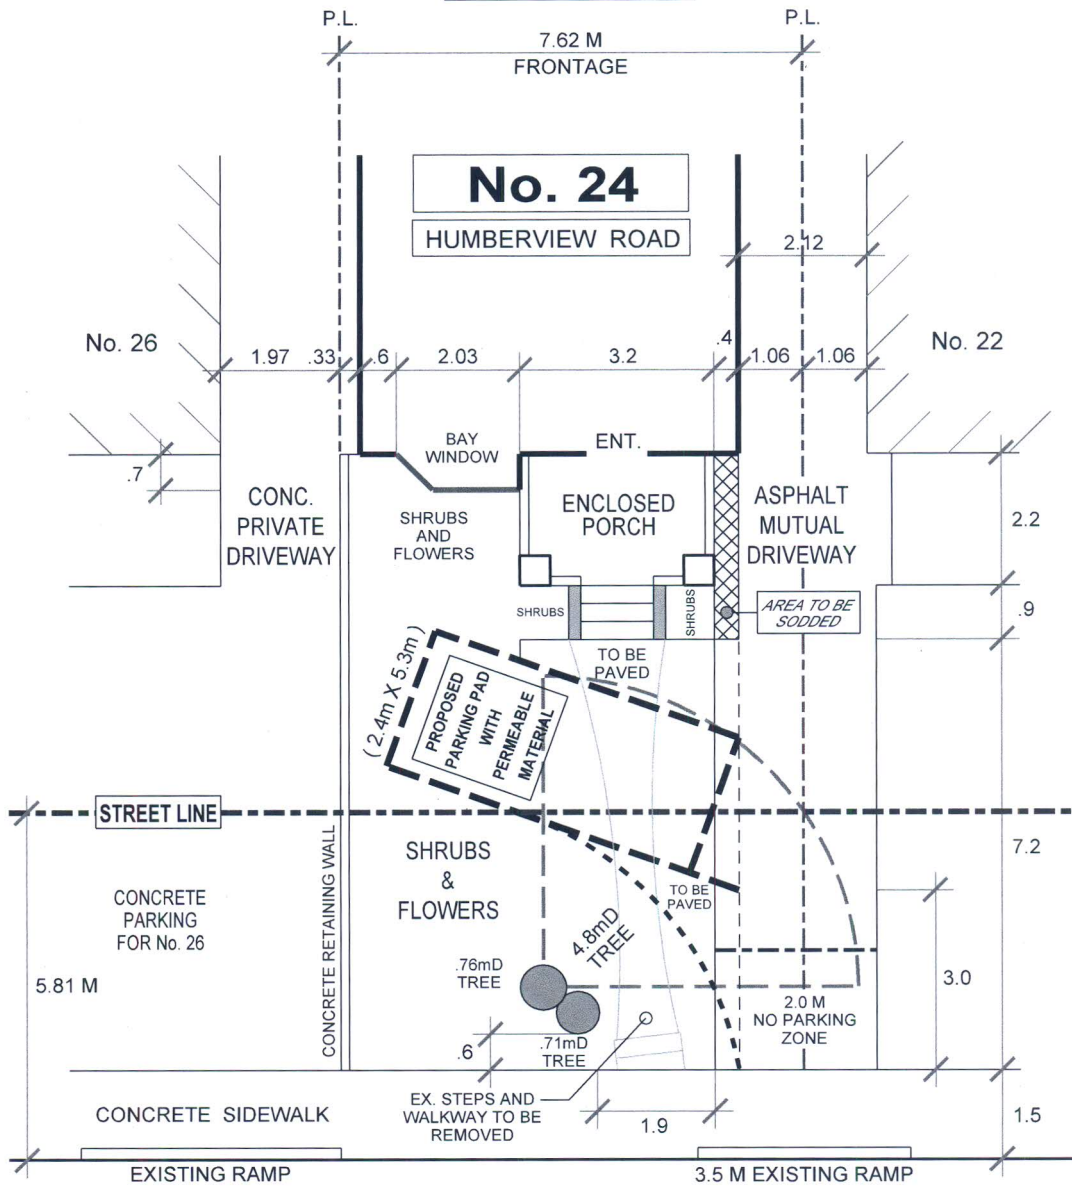 P.L.
P.L.
7.62 M
FRONTAGE
No. 24
HUMBERVIEW ROAD
2.12
No. 26
No. 22
1.97
.33
.6
2.03
3.2
.4
1.06
1.06
BAY
WINDOW
ENT.
.7
CONC.
PRIVATE
DRIVEWAY
SHRUBS
AND
FLOWERS
ENCLOSED
PORCH
ASPHALT
MUTUAL
DRIVEWAY
2.2
SHRUBS
SHRUBS
AREA TO BE
SODDED
.9
TO BE
PAVED
( 2.4m X 5.3m )
PROPOSED
PARKING PAD
WITH
PERMEABLE
MATERIAL
STREET LINE
7.2
CONCRETE RETAINING WALL
SHRUBS
&
FLOWERS
TO BE
PAVED
CONCRETE
PARKING
FOR No. 26
4.8mD
TREE
.76mD
TREE
5.81 M
3.0
2.0 M
NO PARKING
ZONE
.71mD
TREE
.6
EX. STEPS AND
WALKWAY TO BE
REMOVED
CONCRETE SIDEWALK
1.9
1.5
EXISTING RAMP
3.5 M EXISTING RAMP